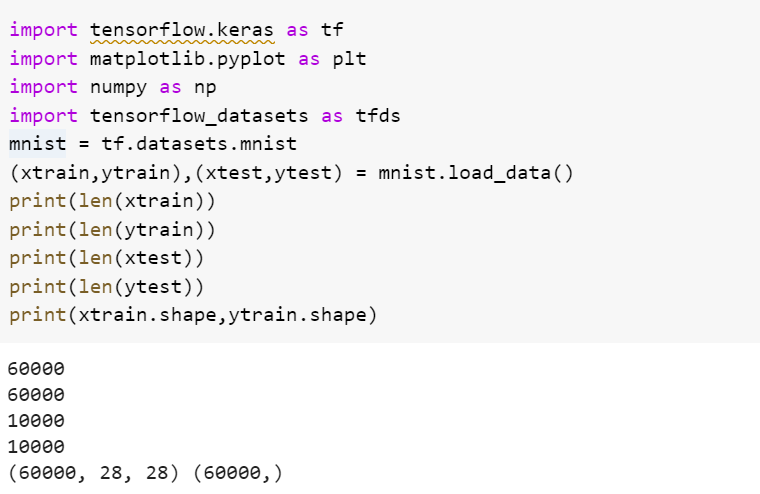 import tensorflow.keras as tf
import matplotlib.pyplot as plt
import numpy as np
import tensorflow_datasets as tfds
mnist = tf.datasets.mnist
(xtrain,ytrain),(xtest,ytest) = mnist.load_data()
print(len(xtrain))
print(len(ytrain))
print(len(xtest))
print(len(ytest))
print(xtrain.shape,ytrain.shape)
60000
60000
10000
10000
(60000, 28, 28) (60000,)